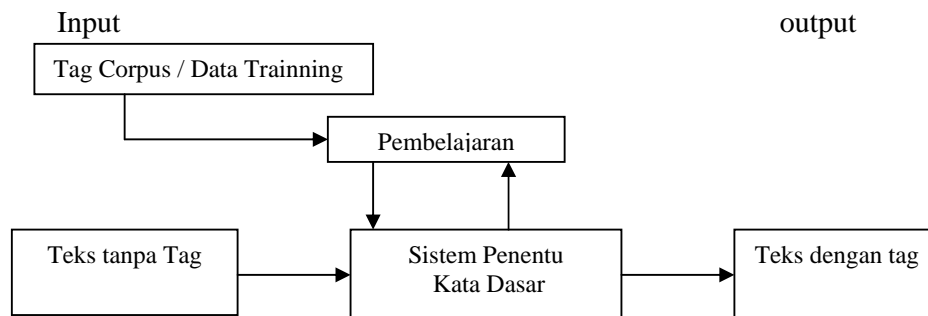 Input
output
Tag Corpus / Data Trainning
Pembelajaran
Teks tanpa Tag
Sistem Penentu
Kata Dasar
Teks dengan tag